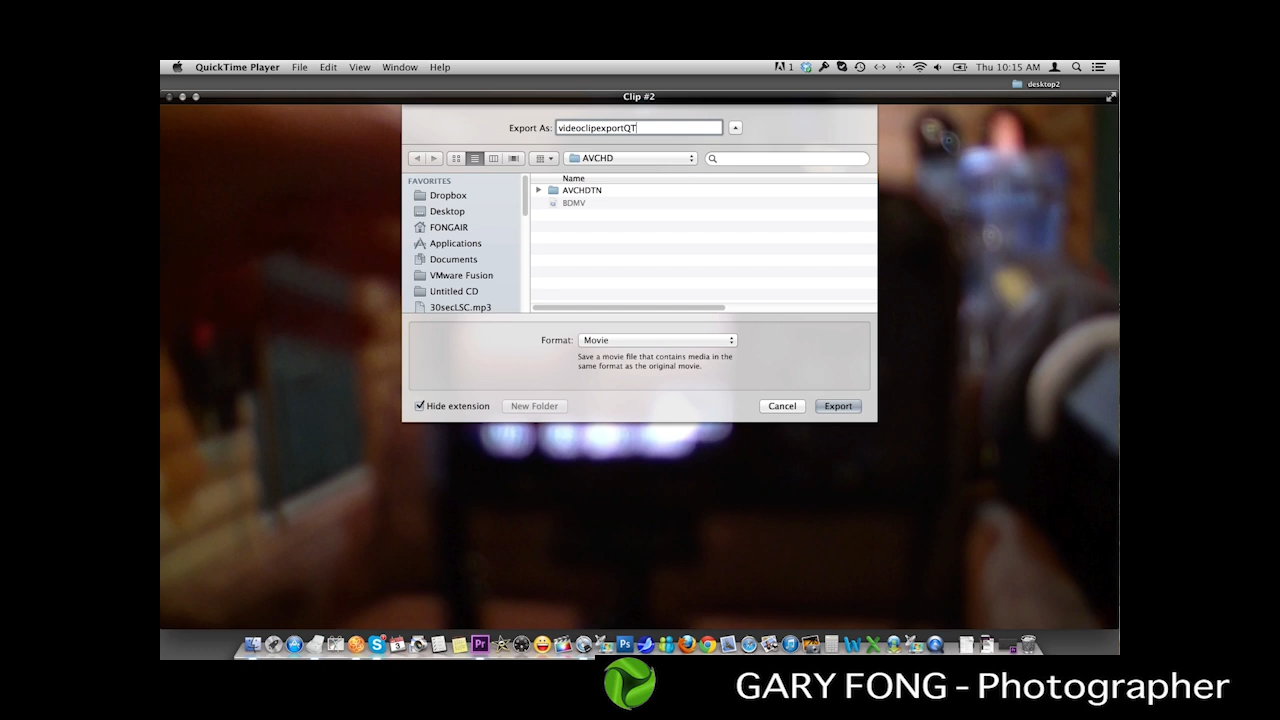 QuickTime Player File Edit View Window Help
1 Thu 10:15 AM
desktop2
Clip #2
Export As: videoclipexportQT
AVCHD
FAVORITES
Dropbox
Desktop
FONGAIR
Applications
Documents
VMware Fusion
Untitled CD
30secLSC.mp3
Name
AVCHDTN
BDMV
Format: Movie
Save a movie file that contains media in the
same format as the original movie.
Hide extension New Folder Cancel Export
Pr Ps
GARY FONG - Photographer